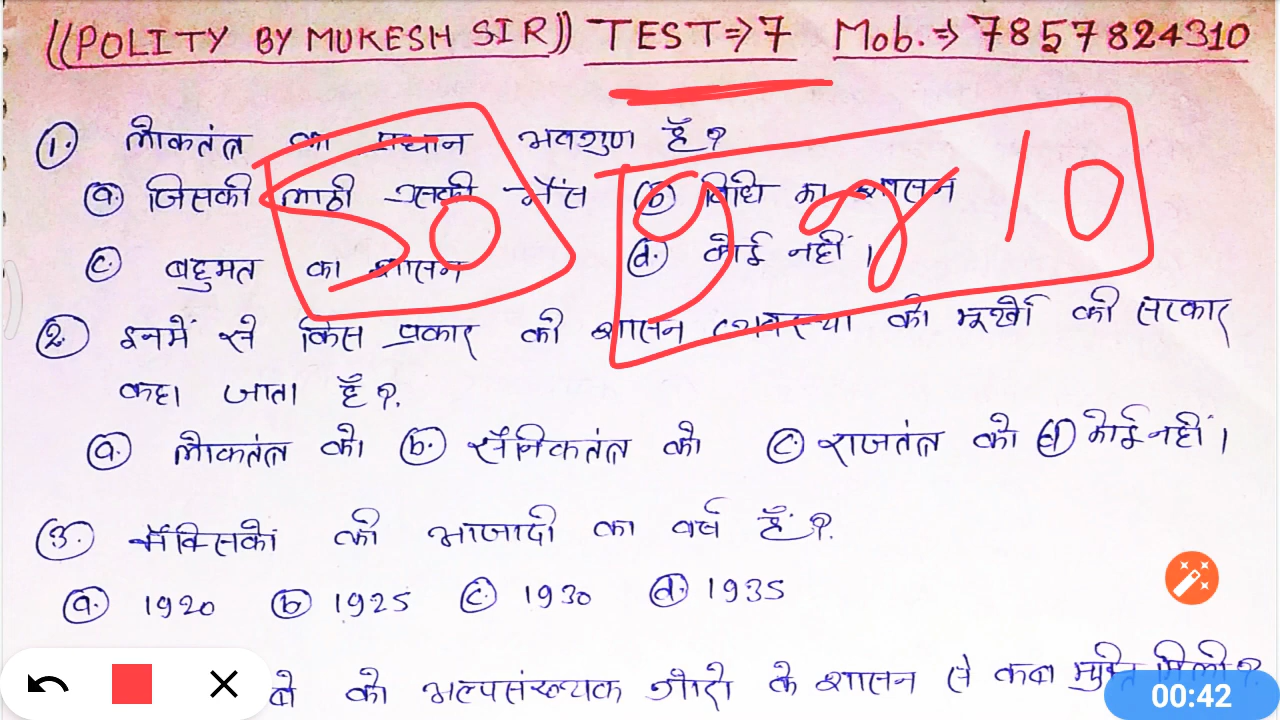 ((POLITY BY MUKESH SIR)) TEST⇒7 Mob.⇒7857824310
1. लोकतंत्र का प्रधान अवगुण हैं?
a. जिसकी लाठी उसकी भैंस b विधि का शासन
c. बहुमत का शासन d. कोई नहीं।
50
9 8 10
2. इनमें से किस प्रकार की शासन व्यवस्था को मूर्खो की सरकार
कहा जाता हैं?.
a. लोकतंत्र को b. सैनिकतंत्र को c राजतंत्र को d कोई नहीं।
3. मैक्सिको की आजादी का वर्ष हैं?.
a. 1920 b 1925 c 1930 d. 1935
बे को अल्पसंख्यक गोरो के शासन से कब मुक्ति मिली?
00:42